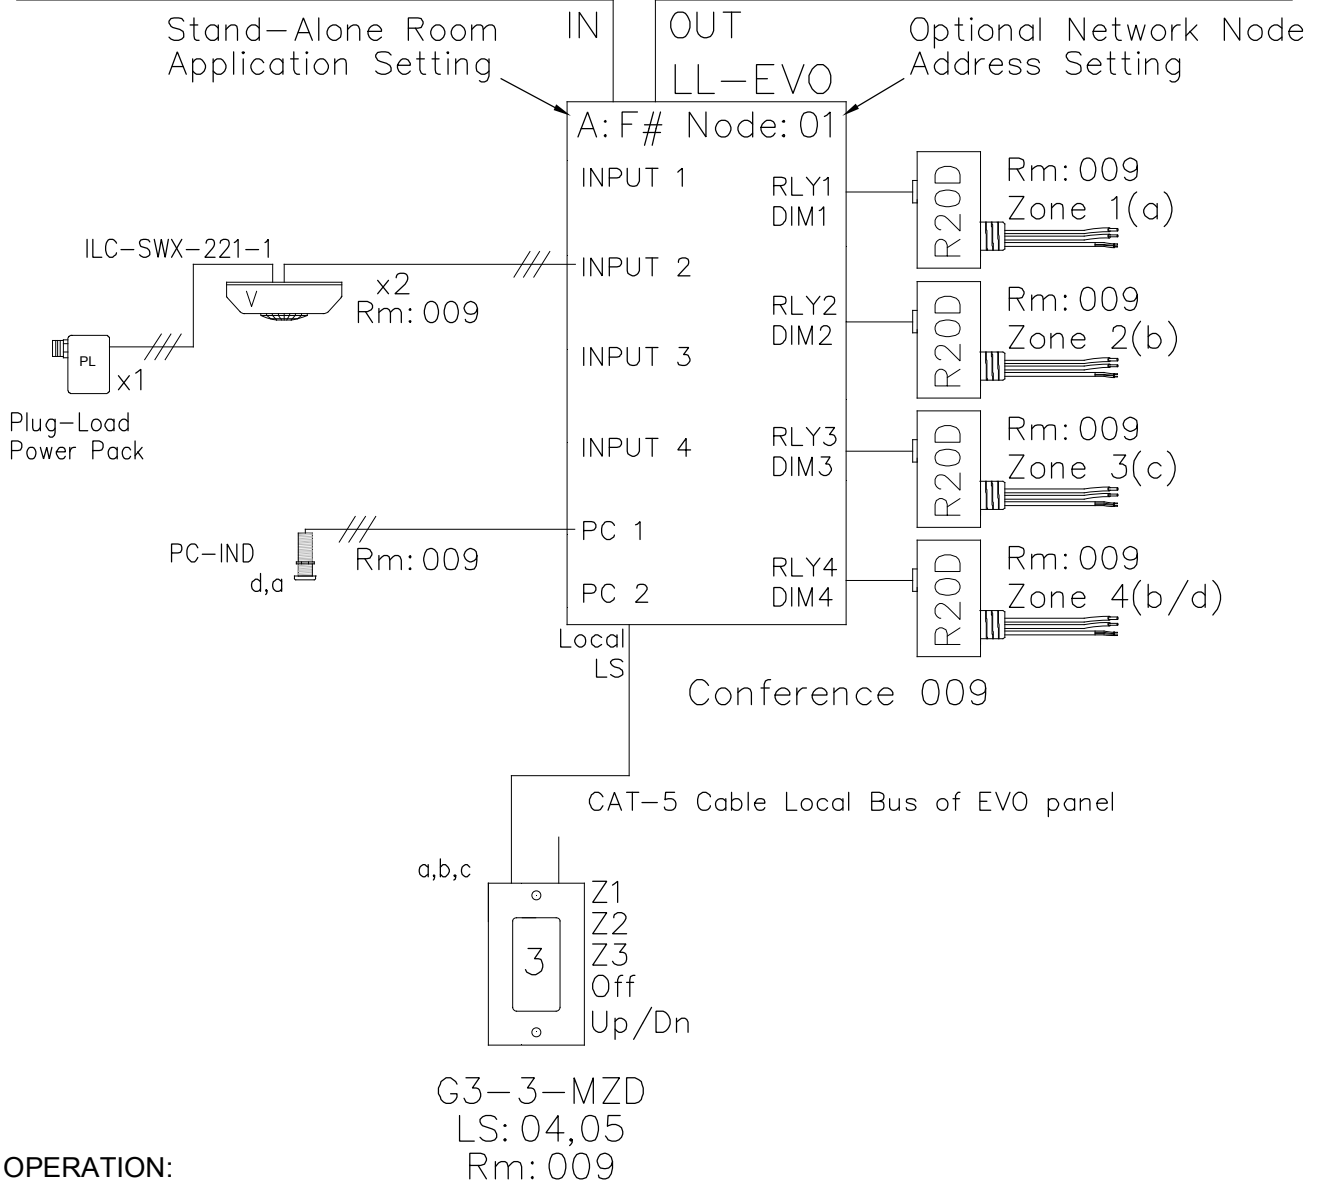 Stand-Alone Room
Application Setting
IN
OUT
Optional Network Node
Address Setting
LL-EVO
A:F# Node:01
INPUT 1
INPUT 2
INPUT 3
INPUT 4
PC 1
PC 2
RLY1
DIM1
RLY2
DIM2
RLY3
DIM3
RLY4
DIM4
R20D
Rm:009
Zone 1(a)
R20D
Rm:009
Zone 2(b)
R20D
Rm:009
Zone 3(c)
R20D
Rm:009
Zone 4(b/d)
ILC-SWX-221-1
V
x2
Rm:009
PL
x1
Plug-Load
Power Pack
PC-IND
d,a
Rm:009
Local
LS
Conference 009
CAT-5 Cable Local Bus of EVO panel
a,b,c
3
Z1
Z2
Z3
Off
Up/Dn
G3-3-MZD
LS:04,05
Rm:009
OPERATION: